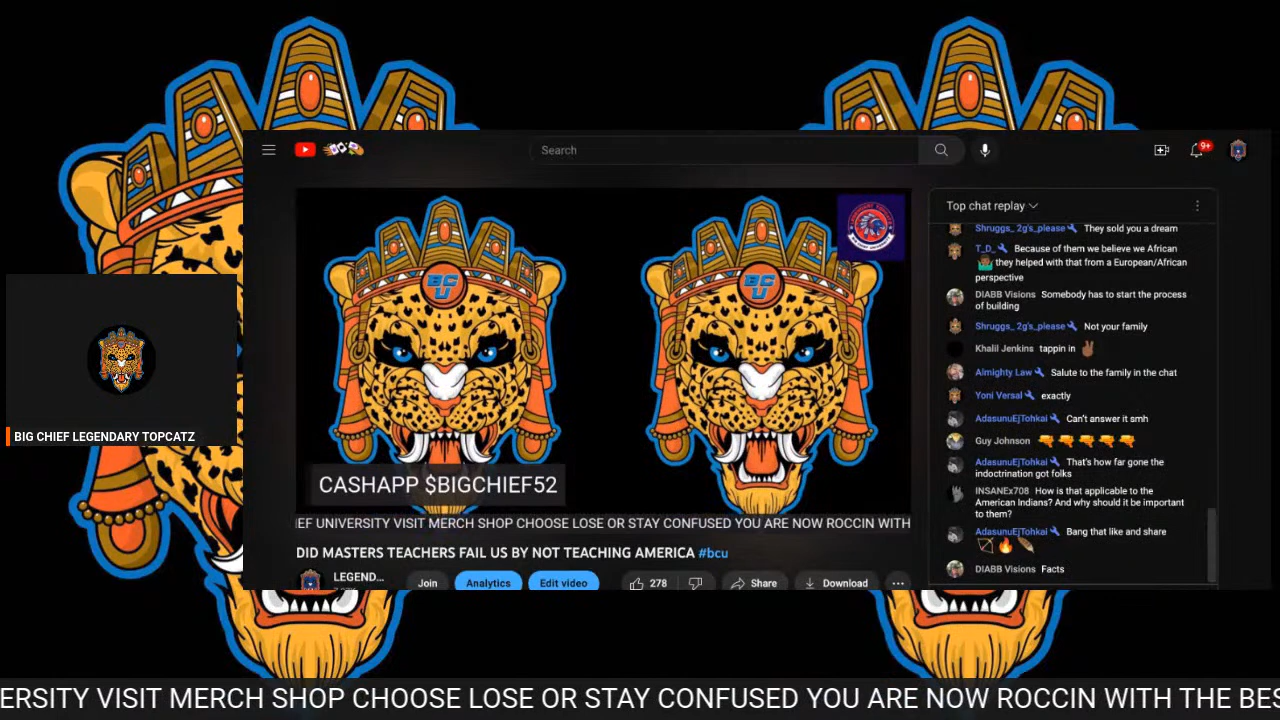 Search
9+
BCU
BCU
CASHAPP $BIGCHIEF52
IEF UNIVERSITY VISIT MERCH SHOP CHOOSE LOSE OR STAY CONFUSED YOU ARE NOW ROCCIN WITH
DID MASTERS TEACHERS FAIL US BY NOT TEACHING AMERICA #bcu
LEGEND...
Join
Analytics
Edit video
278
Share
Download
Top chat replay
Shruggs_ 2g's_please They sold you a dream
T_D_ Because of them we believe we African
they helped with that from a European/African
perspective
DIABB Visions Somebody has to start the process
of building
Shruggs_ 2g's_please Not your family
Khalil Jenkins tappin in
Almighty Law Salute to the family in the chat
Yoni Versal exactly
AdasunuEjTohkai Can't answer it smh
Guy Johnson
AdasunuEjTohkai That's how far gone the
indoctrination got folks
INSANEx708 How is that applicable to the
American Indians? And why should it be important
to them?
AdasunuEjTohkai Bang that like and share
DIABB Visions Facts
BIG CHIEF LEGENDARY TOPCATZ
ERSITY VISIT MERCH SHOP CHOOSE LOSE OR STAY CONFUSED YOU ARE NOW ROCCIN WITH THE BES